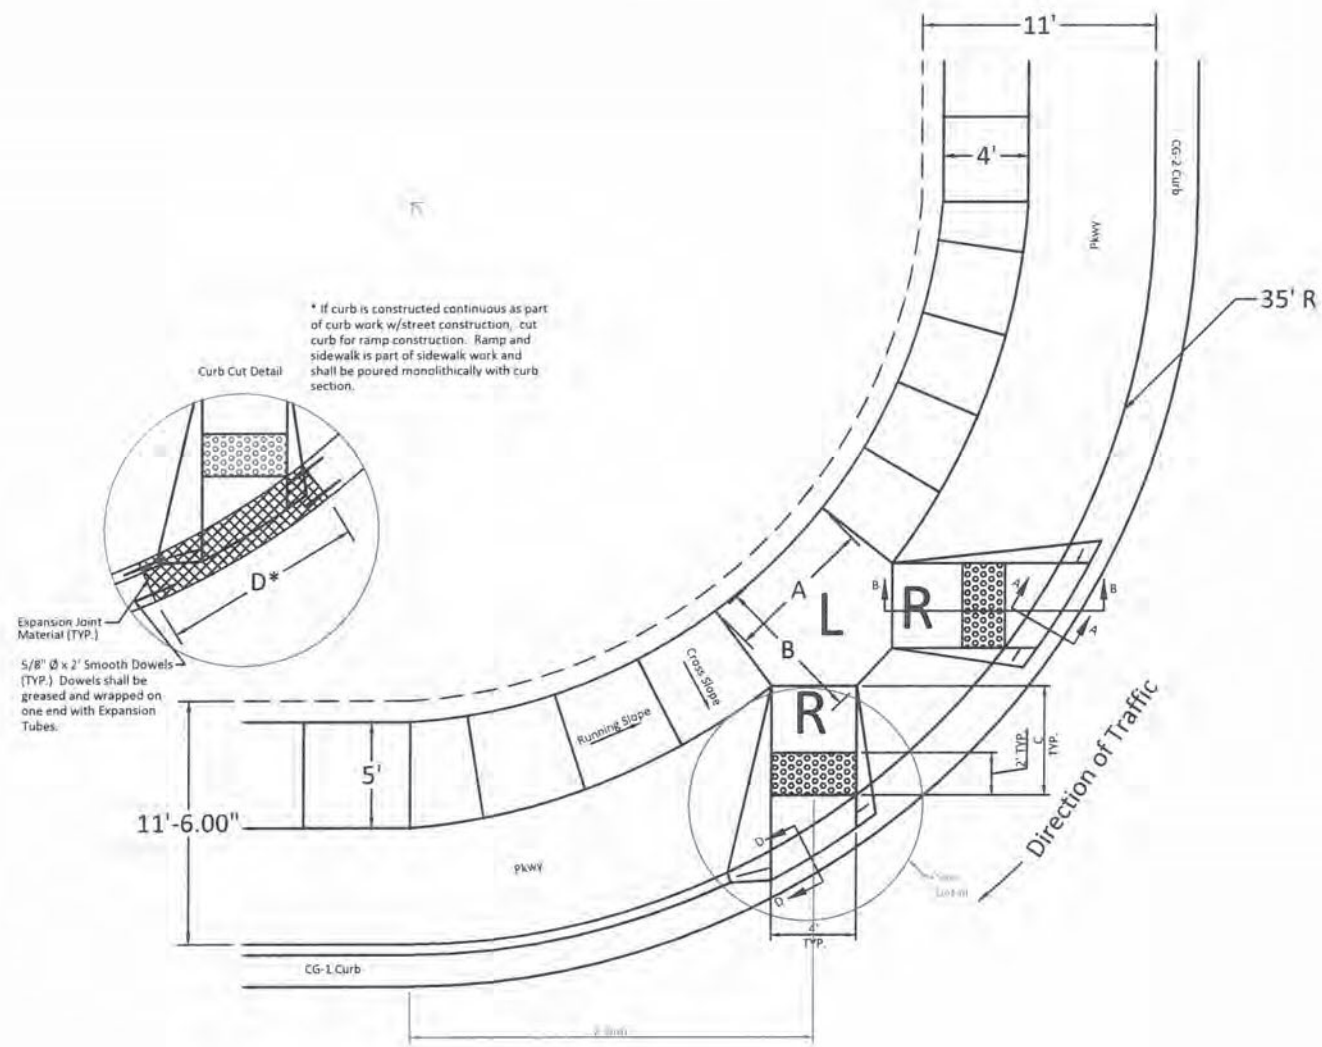 11'
4'
CG-2 Curb
Pkwy
35' R
* If curb is constructed continuous as part
of curb work w/street construction, cut
curb for ramp construction. Ramp and
sidewalk is part of sidewalk work and
shall be poured monolithically with curb
section.
Curb Cut Detail
D*
Expansion Joint
Material (TYP.)
5/8" Ø x 2' Smooth Dowels
(TYP.) Dowels shall be
greased and wrapped on
one end with Expansion
Tubes.
A
B
L
R
B
B
A
A
Cross Slope
Running Slope
R
2' TYP.
C
TYP.
Direction of Traffic
5'
11'-6.00"
Pkwy
D
D
4'
TYP.
CG-1 Curb